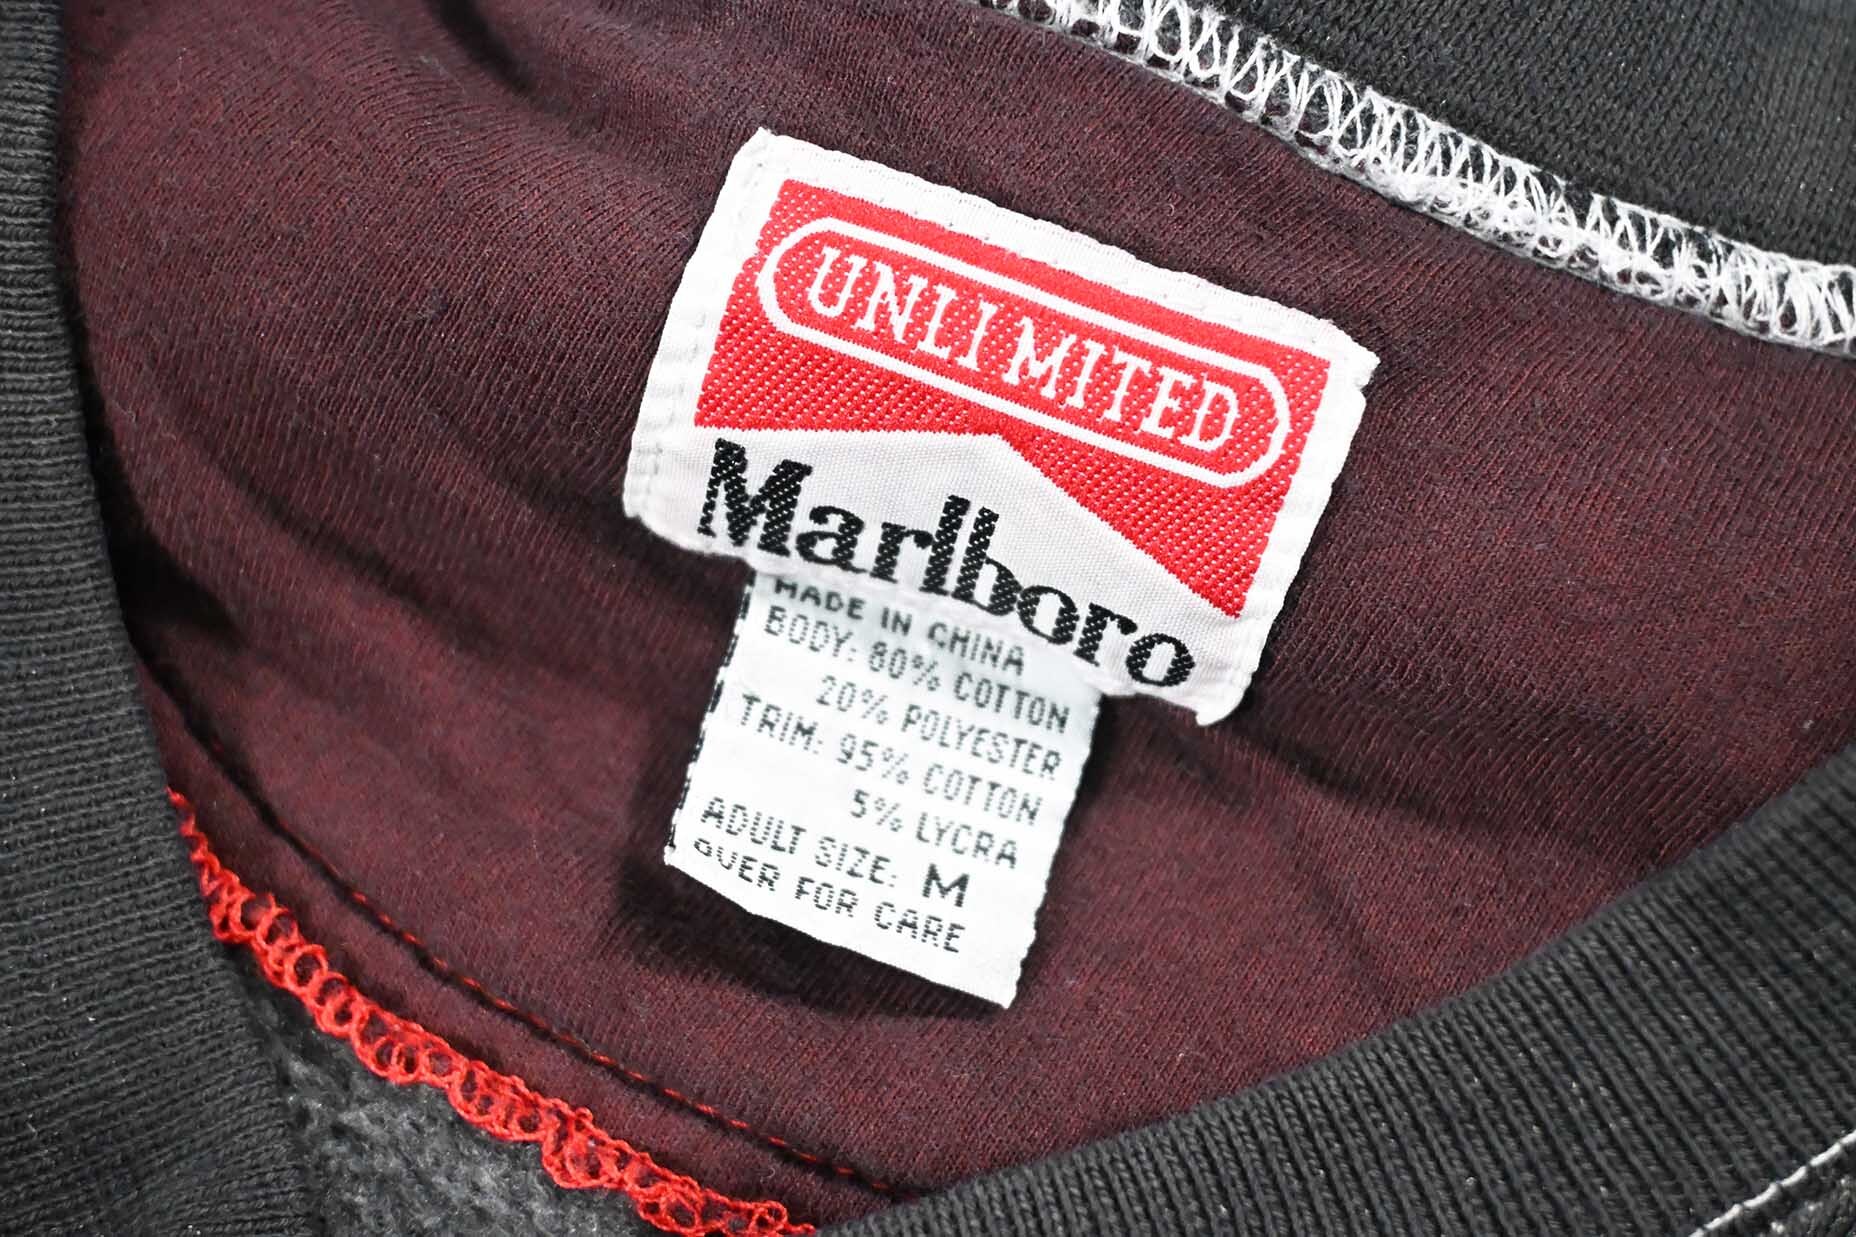 UNLIMITED
Marlboro
MADE IN CHINA
BODY: 80% COTTON
20% POLYESTER
TRIM: 95% COTTON
5% LYCRA
ADULT SIZE: M
OVER FOR CARE